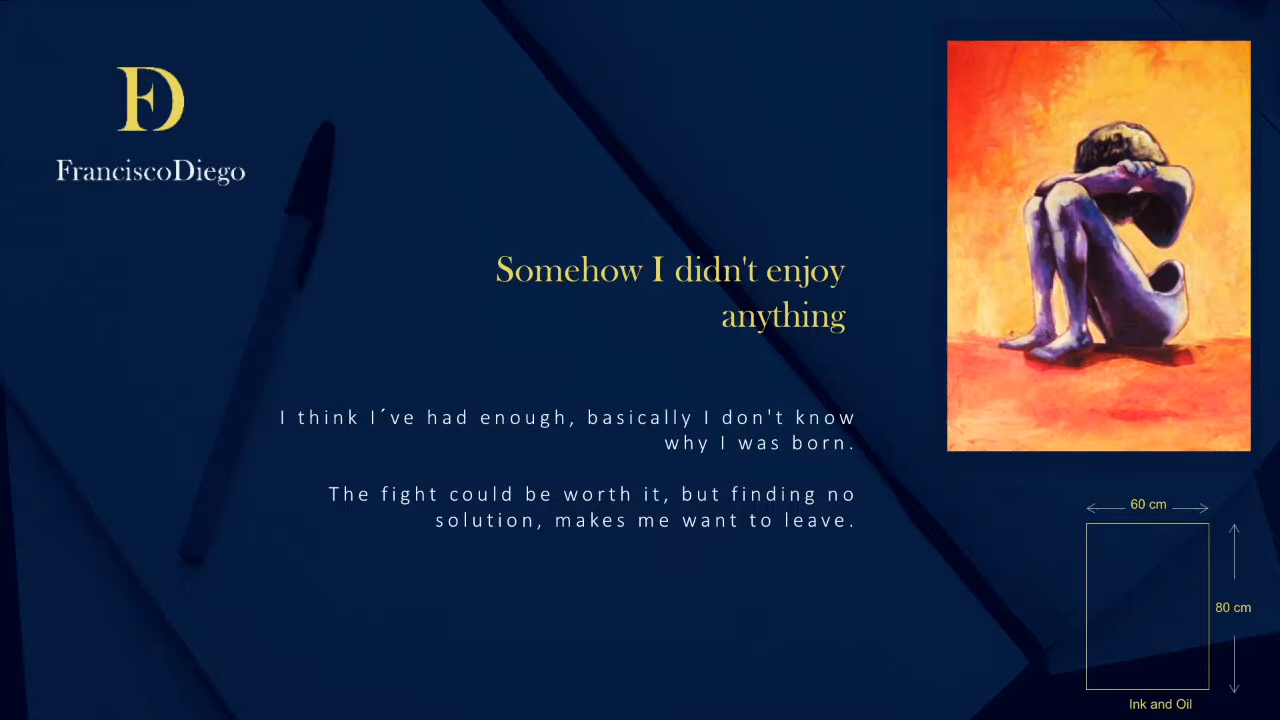 FD
FranciscoDiego
Somehow I didn't enjoy
anything
I think I´ve had enough, basically I don't know
why I was born.
The fight could be worth it, but finding no
solution, makes me want to leave.
60 cm
80 cm
Ink and Oil